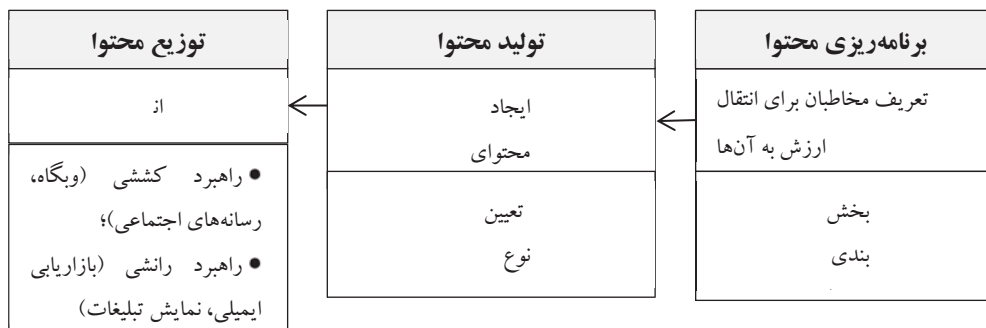 برنامه‌ریزی محتوا
تعریف مخاطبان برای انتقال
ارزش به آن‌ها
بخش
بندی
تولید محتوا
ایجاد
محتوای
تعیین
نوع
توزیع محتوا
از
● راهبرد کششی (وبگاه،
رسانه‌های اجتماعی)؛
● راهبرد رانشی (بازاریابی
ایمیلی، نمایش تبلیغات)